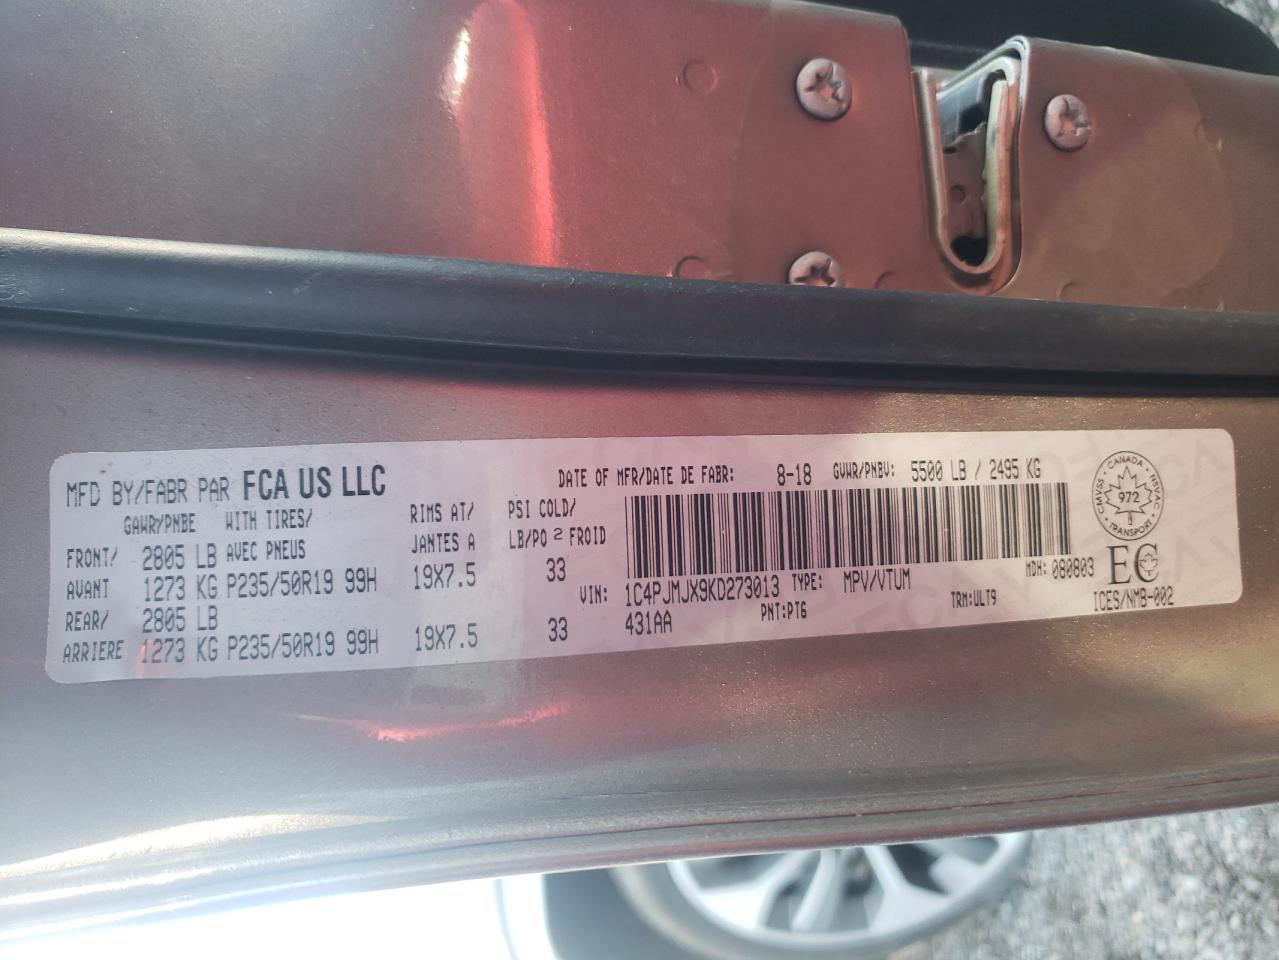 MFD BY/FABR PAR FCA US LLC
DATE OF MFR/DATE DE FABR: 8-18 GVWR/PNBV: 5500 LB / 2495 KG
GAWR/PNBE WITH TIRES/ RIMS AT/ PSI COLD/
AVEC PNEUS JANTES A LB/PO 2 FROID
FRONT/ 2805 LB
AVANT 1273 KG P235/50R19 99H 19X7.5 33
REAR/ 2805 LB
ARRIERE 1273 KG P235/50R19 99H 19X7.5 33
MDH: 080803
VIN: 1C4PJMJX9KD273013 TYPE: MPV/VTUM
431AA PNT:PT6 TRM:ULT9
CANADA
CMVSS 972 NSVAC
TRANSPORT
EC
ICES/NMB-002